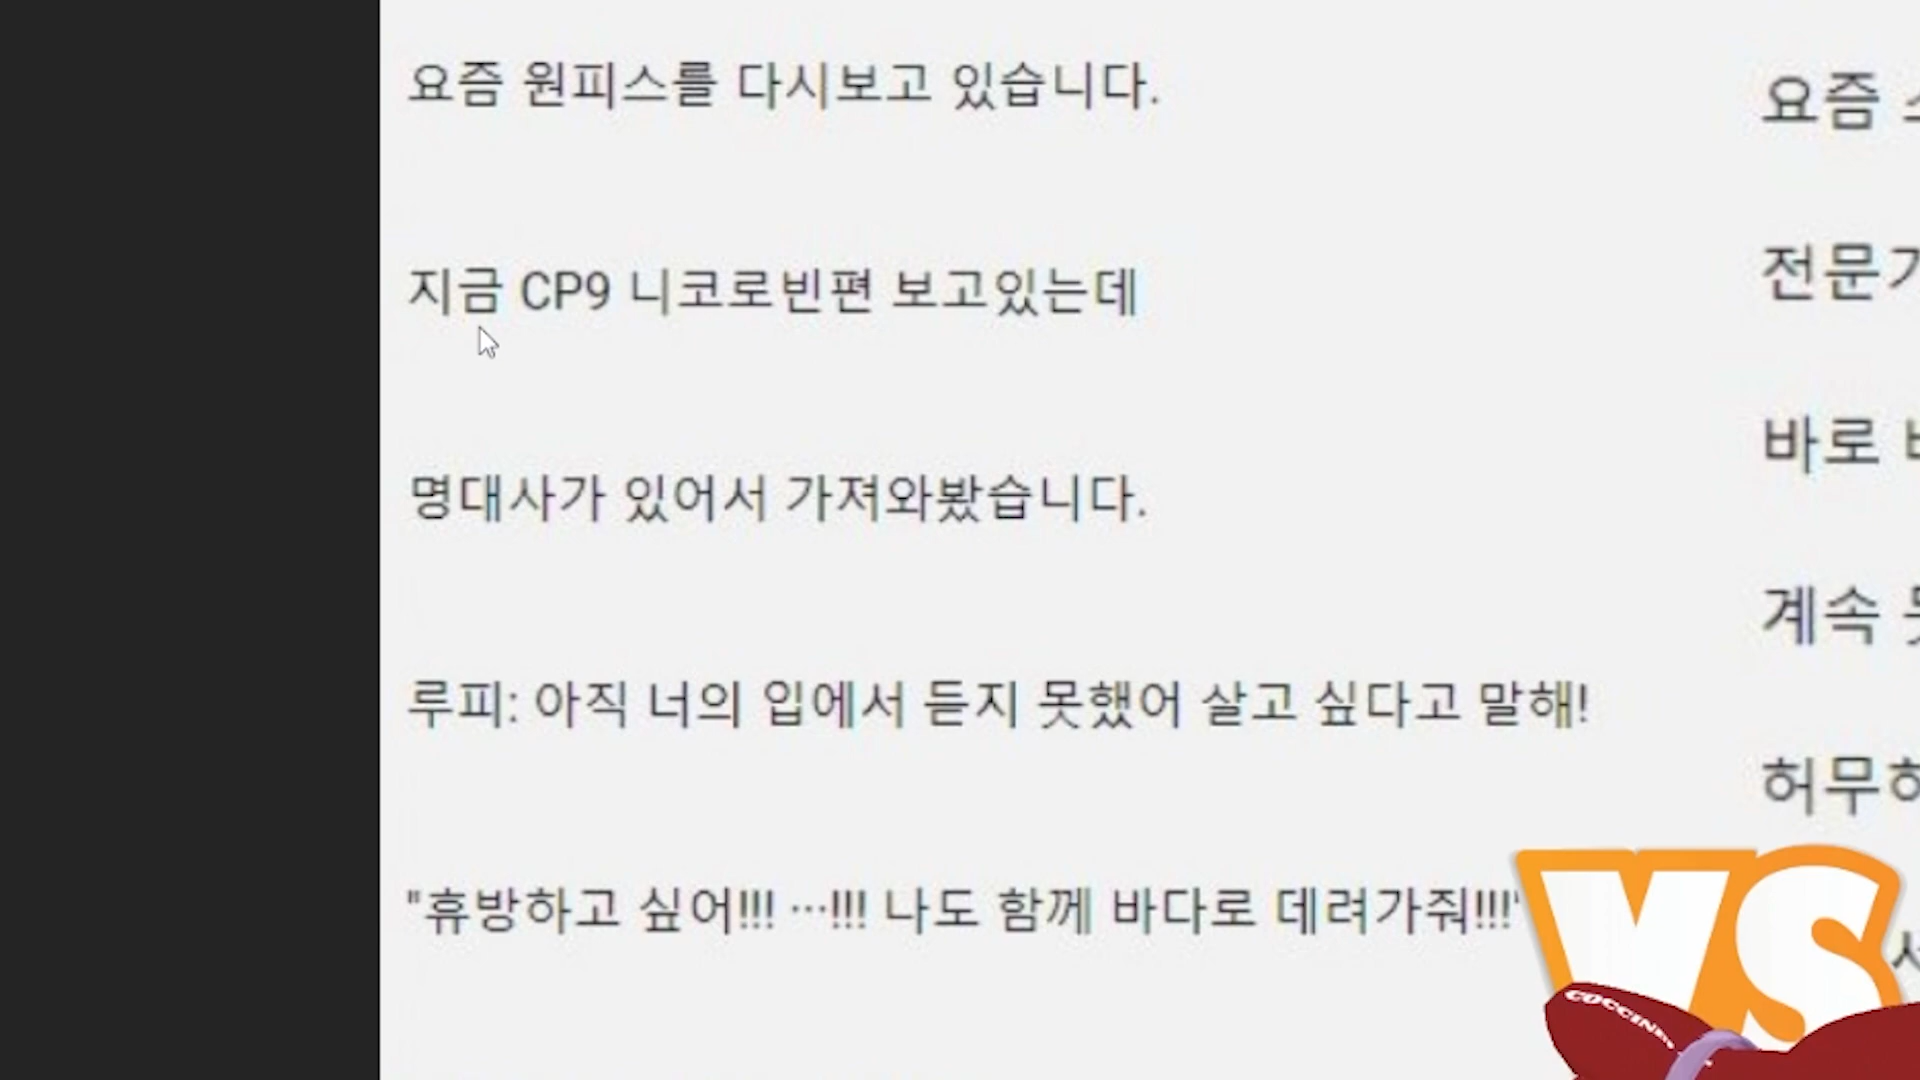 요즘 원피스를 다시보고 있습니다.
지금 CP9 니코로빈편 보고있는데
명대사가 있어서 가져와봤습니다.
루피: 아직 너의 입에서 듣지 못했어 살고 싶다고 말해!
"휴방하고 싶어!!! …!!! 나도 함께 바다로 데려가줘!!!"
요즘
전문
바로
계속
허무
VS